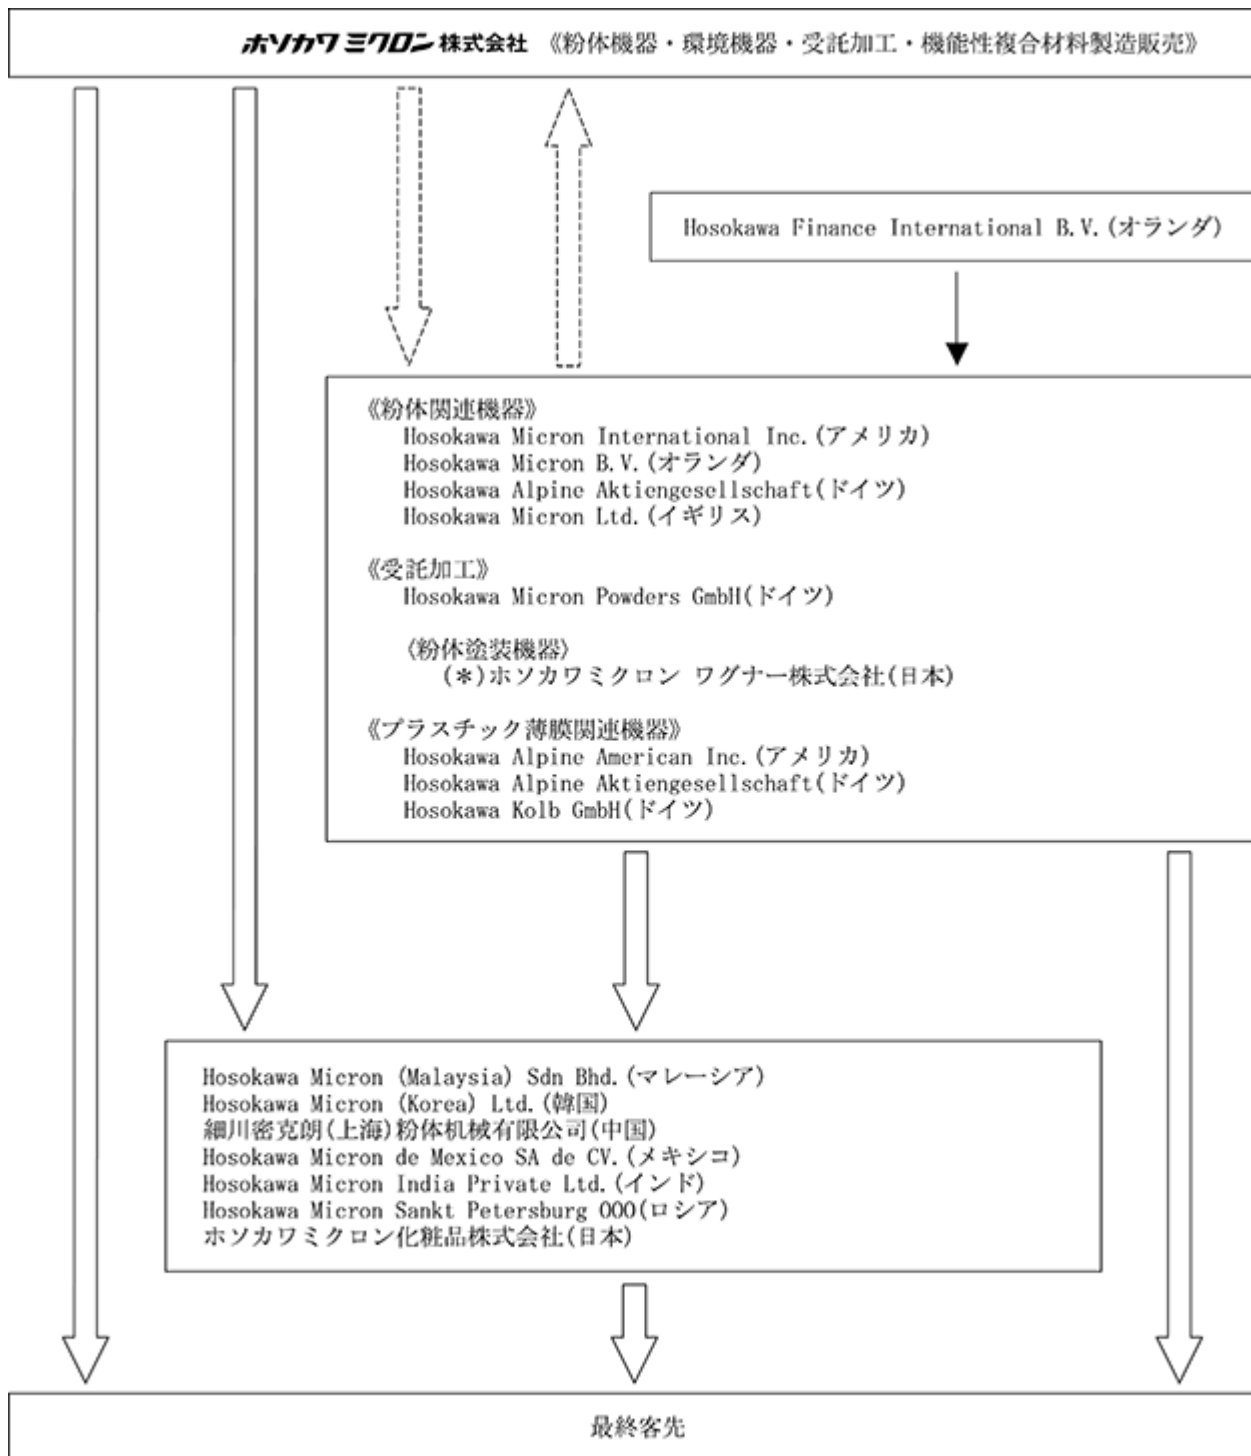 ホソカワミクロン株式会社 《粉体機器・環境機器・受託加工・機能性複合材料製造販売》
Hosokawa Finance International B.V.(オランダ)
《粉体関連機器》
Hosokawa Micron International Inc.(アメリカ)
Hosokawa Micron B.V.(オランダ)
Hosokawa Alpine Aktiengesellschaft(ドイツ)
Hosokawa Micron Ltd.(イギリス)
《受託加工》
Hosokawa Micron Powders GmbH(ドイツ)
〈粉体塗装機器〉
(＊)ホソカワミクロン ワグナー株式会社(日本)
《プラスチック薄膜関連機器》
Hosokawa Alpine American Inc.(アメリカ)
Hosokawa Alpine Aktiengesellschaft(ドイツ)
Hosokawa Kolb GmbH(ドイツ)
Hosokawa Micron (Malaysia) Sdn Bhd.(マレーシア)
Hosokawa Micron (Korea) Ltd.(韓国)
細川密克朗(上海)粉体机械有限公司(中国)
Hosokawa Micron de Mexico SA de CV.(メキシコ)
Hosokawa Micron India Private Ltd.(インド)
Hosokawa Micron Sankt Petersburg OOO(ロシア)
ホソカワミクロン化粧品株式会社(日本)
最終客先